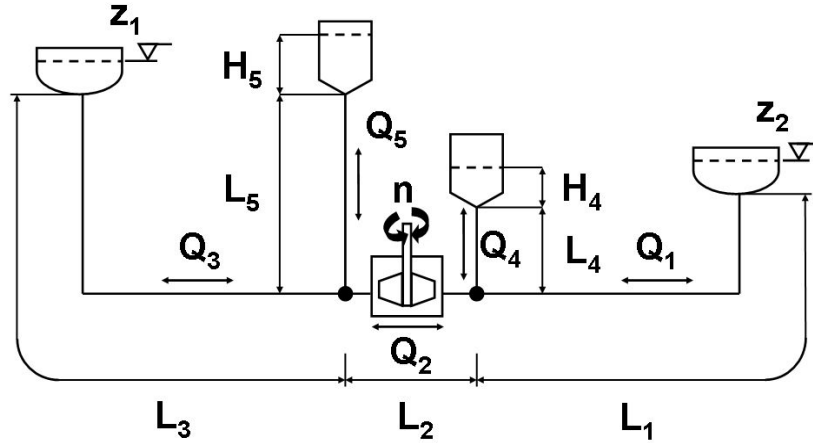 z₁
H₅
z₂
Q₅
L₅
n
H₄
Q₃
Q₄
L₄
Q₁
Q₂
L₃
L₂
L₁